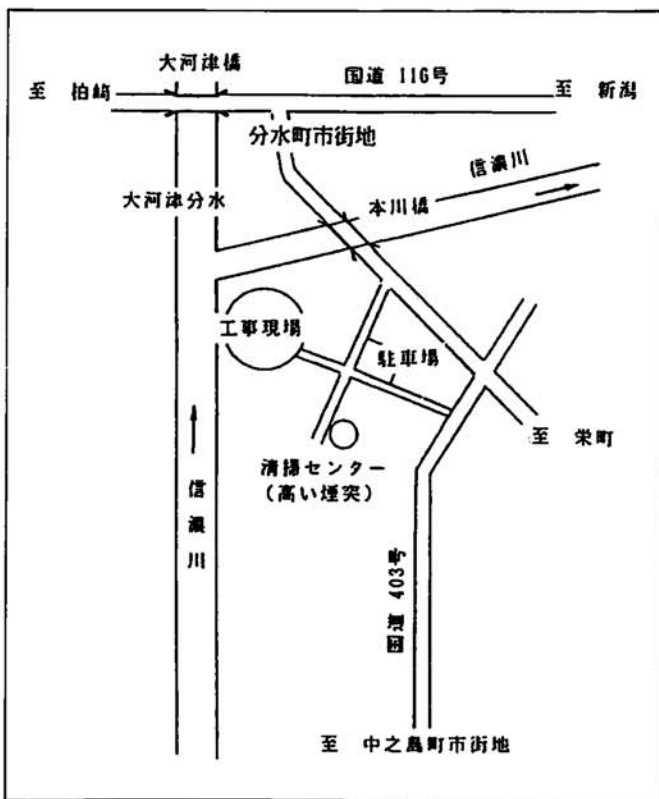 大河津橋
国道 116号
至 柏崎
至 新潟
分水町市街地
信濃川
大河津分水
本川橋
工事現場
駐車場
至 栄町
清掃センター
(高い煙突)
信濃川
国道 403号
至 中之島町市街地